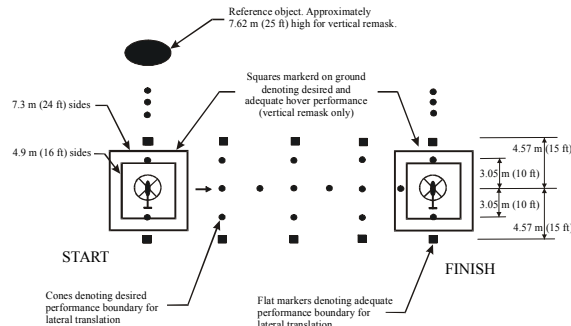 Reference object. Approximately
7.62 m (25 ft) high for vertical remask.
Squares markerd on ground
denoting desired and
adequate hover performance
(vertical remask only)
7.3 m (24 ft) sides
4.9 m (16 ft) sides
4.57 m (15 ft)
3.05 m (10 ft)
3.05 m (10 ft)
4.57 m (15 ft)
START
FINISH
Cones denoting desired
performance boundary for
lateral translation
Flat markers denoting adequate
performance boundary for
lateral translation